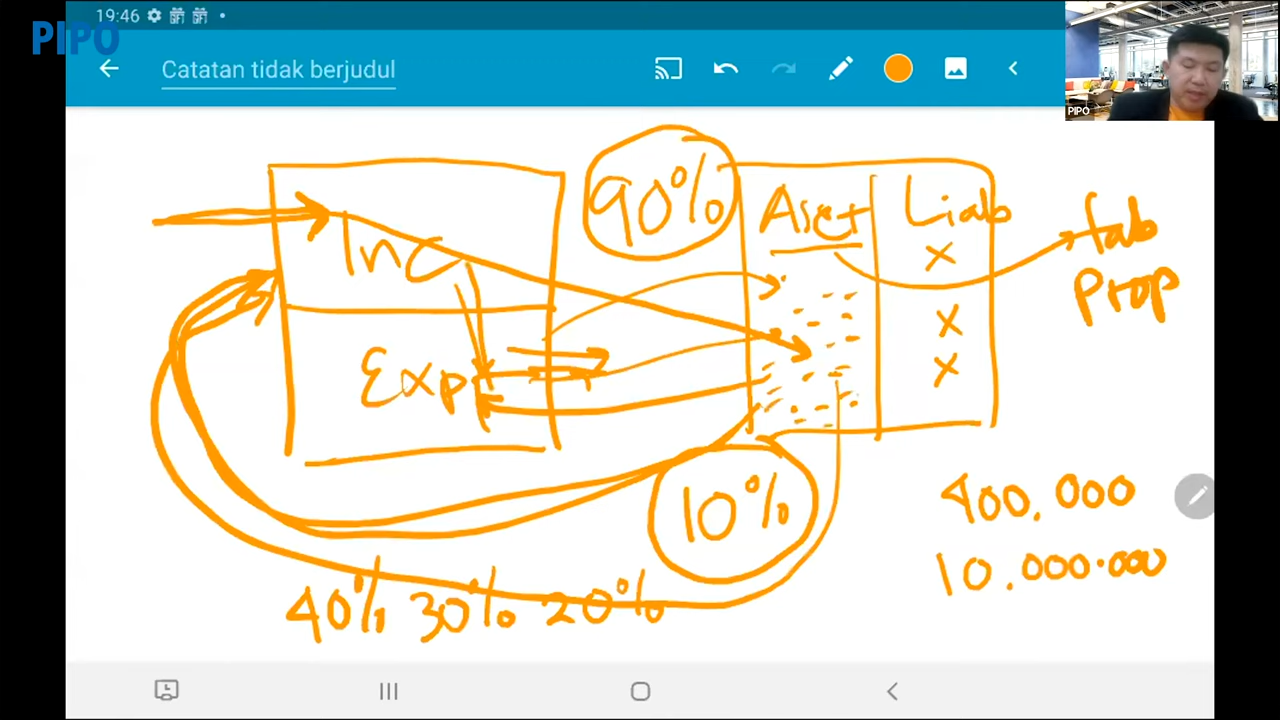 19:46
PIPO
Catatan tidak berjudul
PIPO
90%
Aset
Liab
Inc
tab
Prop
x
x
x
Exp
10%
400.000
10.000.000
40% 30% 20%